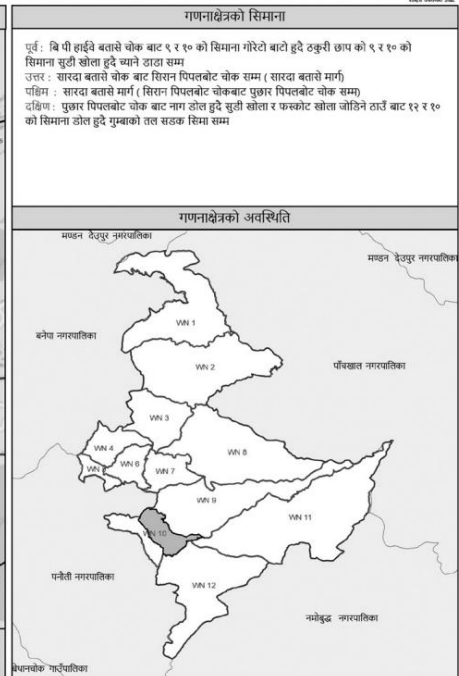 गणनाक्षेत्रको सिमाना
पूर्व : बि पी हाईवे बतासे चोक बाट ९ र १० को सिमाना गोरेटो बाटो हुदै ठकुरी छाप को ९ र १० को
सिमाना सुडी खोला हुदै च्याने डाडा सम्म
उत्तर : सारदा बतासे चोक बाट सिरान पिपलबोट चोक सम्म ( सारदा बतासे मार्ग)
पश्चिम : सारदा बतासे मार्ग ( सिरान पिपलबोट चोकबाट पुछार पिपलबोट चोक सम्म)
दक्षिण : पुछार पिपलबोट चोक बाट नाग डोल हुदै सुडी खोला र फस्कोट खोला जोडिने ठाउँ बाट १२ र १०
को सिमाना डोल हुदै गुम्बाको तल सडक सिमा सम्म
गणनाक्षेत्रको अवस्थिति
मण्डन देउपुर नगरपालिका
मण्डन देउपुर नगरपालिका
WN 1
बनेपा नगरपालिका
WN 2
पाँचखाल नगरपालिका
WN 3
WN 4
WN 8
WN 6
WN 7
WN 9
WN 11
WN 10
पनौती नगरपालिका
WN 12
नमोबुद्ध नगरपालिका
बेथानचोक गाउँपालिका